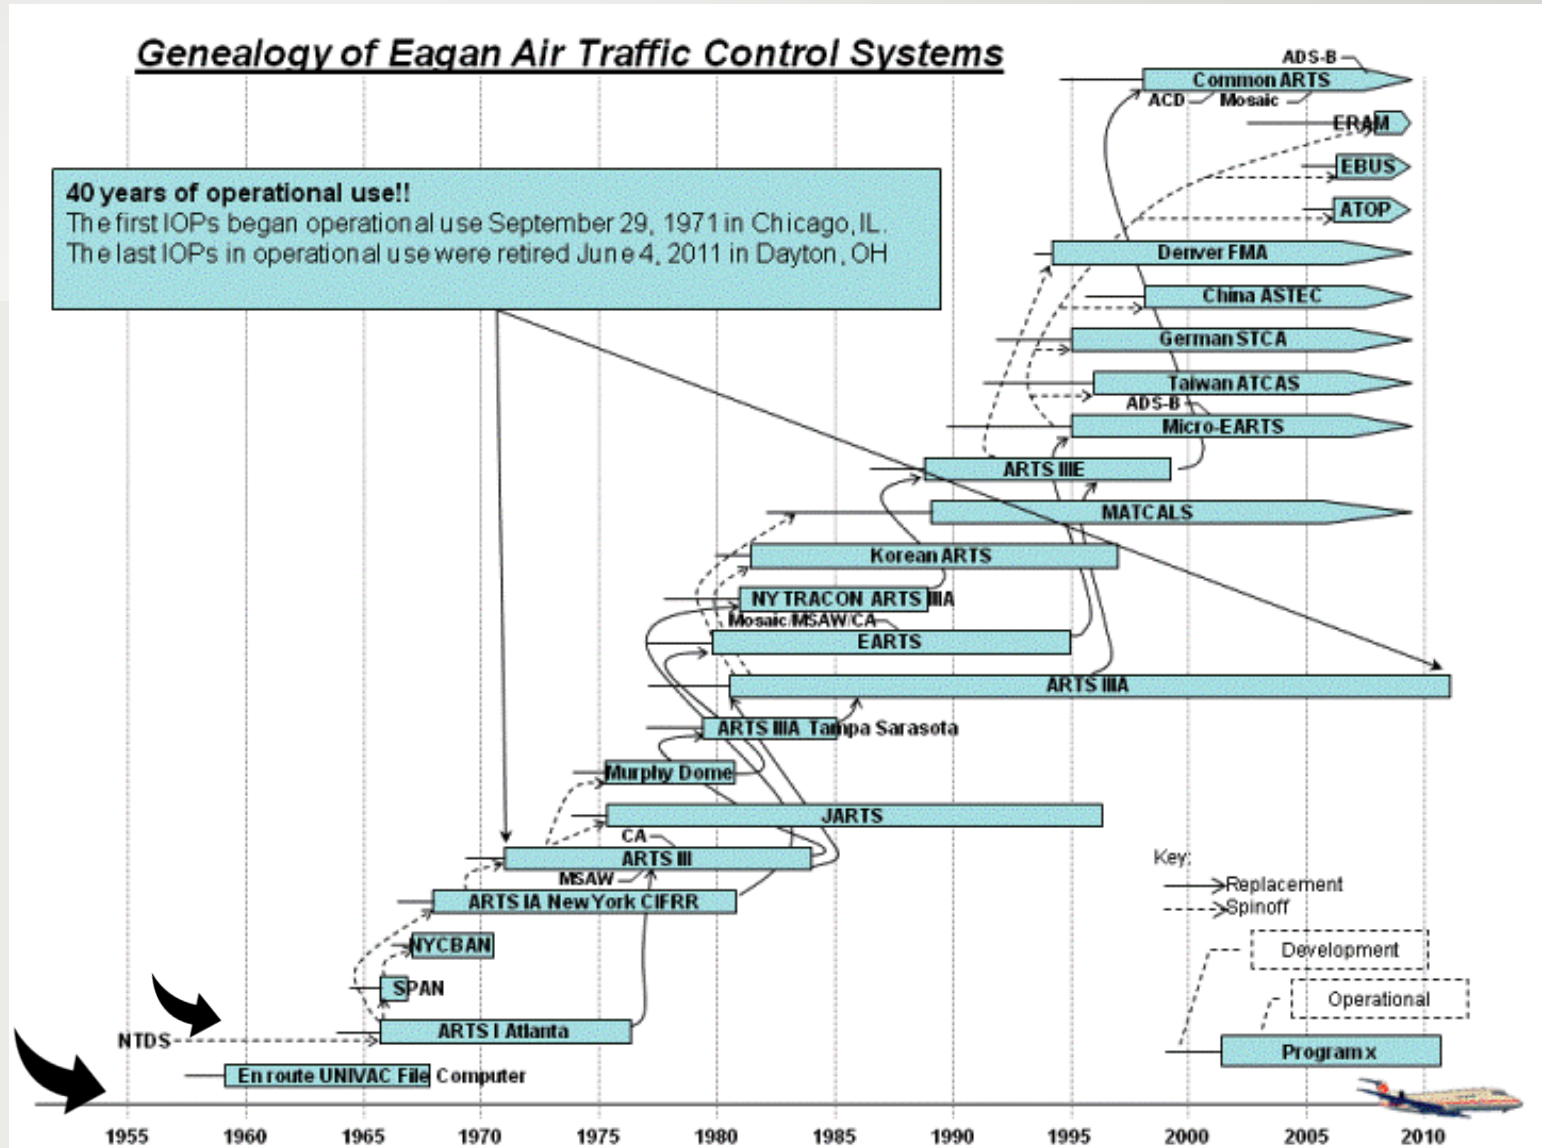 Genealogy of Eagan Air Traffic Control Systems
ADS-B
Common ARTS
ACD
Mosaic
ERAM
EBUS
ATOP
40 years of operational use!!
The first IOPs began operational use September 29, 1971 in Chicago, IL.
The last IOPs in operational use were retired June 4, 2011 in Dayton, OH
Denver FMA
China ASTEC
German STCA
Taiwan ATCAS
ADS-B
Micro-EARTS
ARTS IIIE
MATCALS
Korean ARTS
NY TRACON ARTS IIIA
Mosaic/MSAW/CA
EARTS
ARTS IIIA
ARTS IIIA Tampa Sarasota
Murphy Dome
JARTS
CA
ARTS III
MSAW
ARTS IA New York CIFRR
NYCBAN
SPAN
ARTS I Atlanta
NTDS
En route UNIVAC File Computer
Key:
Replacement
Spinoff
Development
Operational
Program x
1955 1960 1965 1970 1975 1980 1985 1990 1995 2000 2005 2010